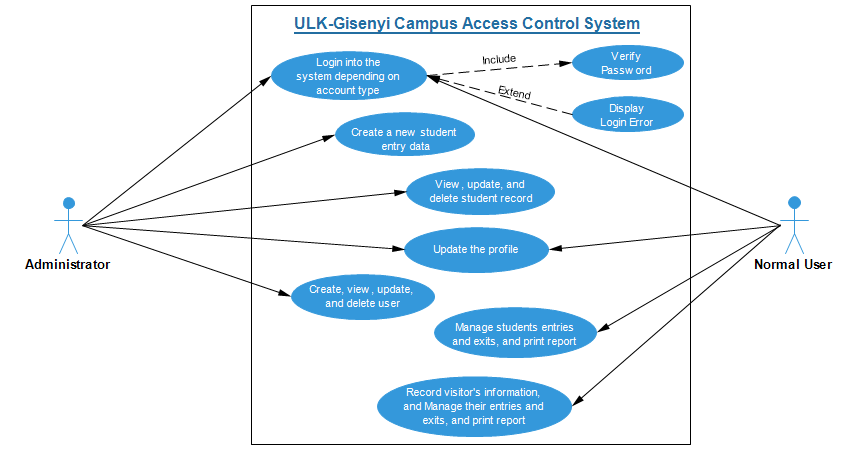 ULK-Gisenyi Campus Access Control System
Login into the
system depending on
account type
Include
Verify
Password
Extend
Display
Login Error
Create a new student
entry data
View, update, and
delete student record
Administrator
Update the profile
Normal User
Create, view, update,
and delete user
Manage students entries
and exits, and print report
Record visitor's information,
and Manage their entries and
exits, and print report